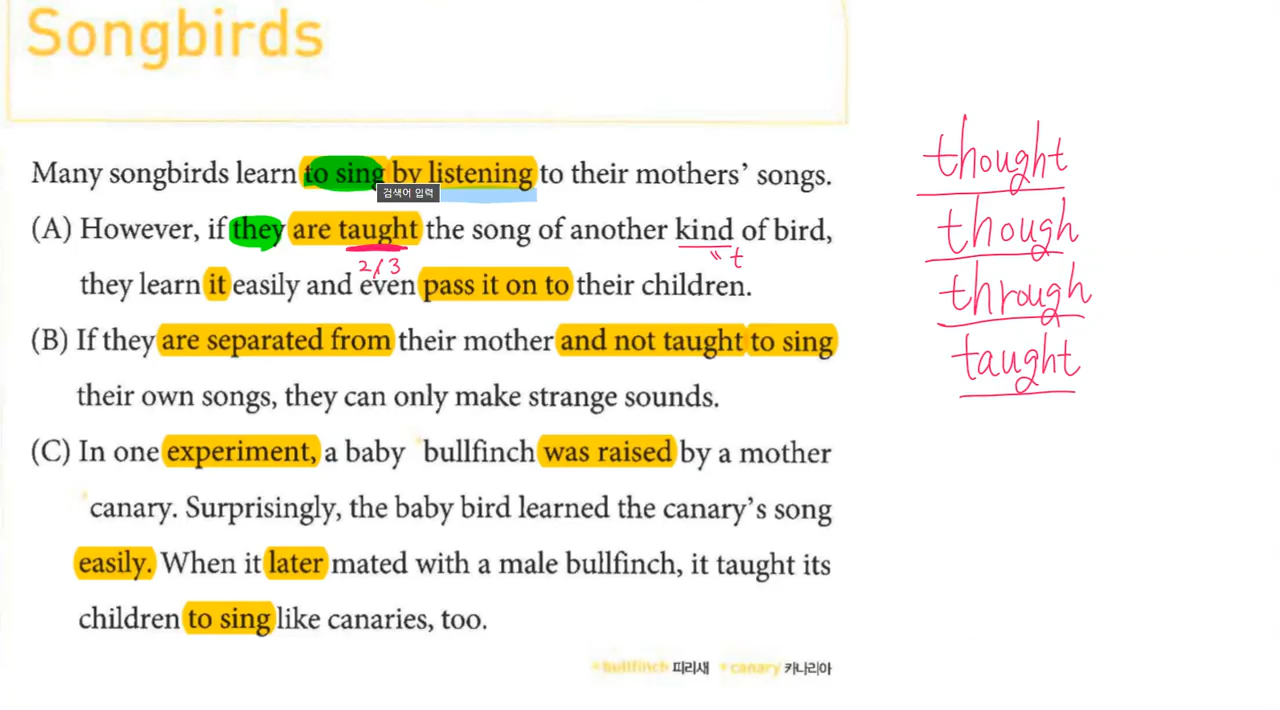 Songbirds
Many songbirds learn to sing by listening to their mothers' songs.
검색어 입력
(A) However, if they are taught the song of another kind of bird,
2/3
t
they learn it easily and even pass it on to their children.
(B) If they are separated from their mother and not taught to sing
their own songs, they can only make strange sounds.
(C) In one experiment, a baby *bullfinch was raised by a mother
*canary. Surprisingly, the baby bird learned the canary's song
easily. When it later mated with a male bullfinch, it taught its
children to sing like canaries, too.
*bullfinch 피리새 *canary 카나리아
thought
though
through
taught